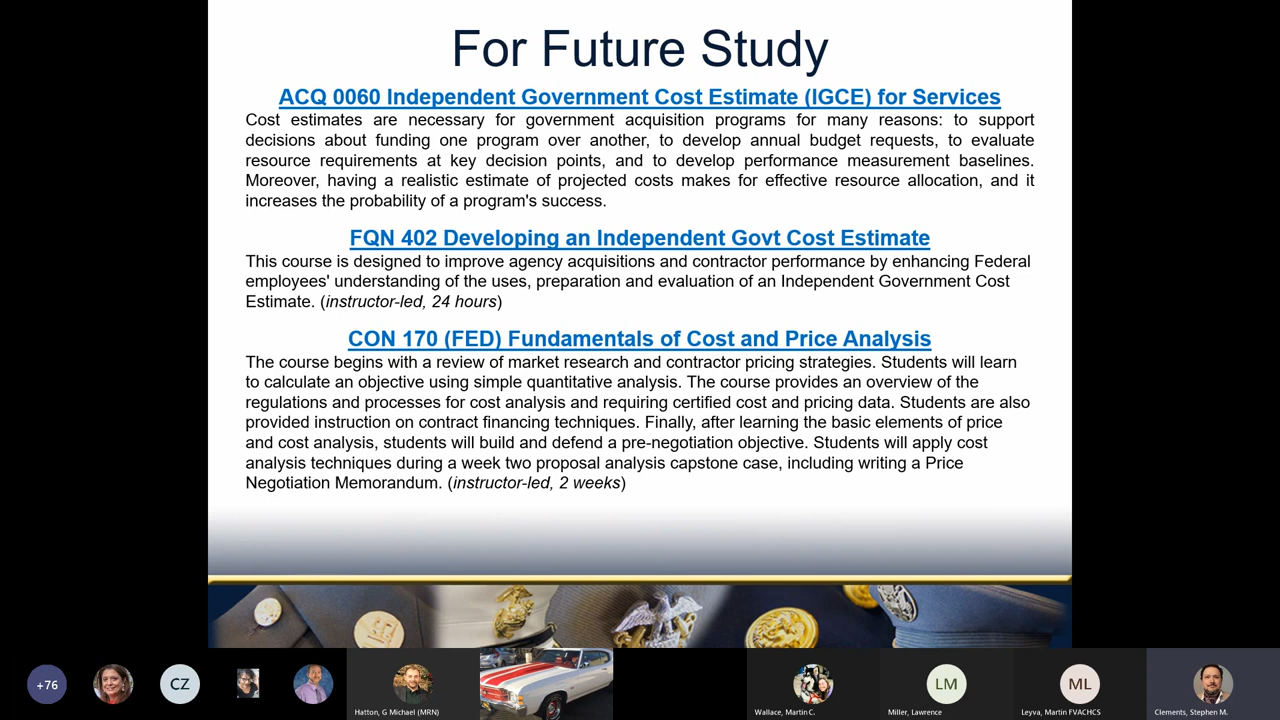 For Future Study
ACQ 0060 Independent Government Cost Estimate (IGCE) for Services
Cost estimates are necessary for government acquisition programs for many reasons: to support
decisions about funding one program over another, to develop annual budget requests, to evaluate
resource requirements at key decision points, and to develop performance measurement baselines.
Moreover, having a realistic estimate of projected costs makes for effective resource allocation, and it
increases the probability of a program's success.
FQN 402 Developing an Independent Govt Cost Estimate
This course is designed to improve agency acquisitions and contractor performance by enhancing Federal
employees' understanding of the uses, preparation and evaluation of an Independent Government Cost
Estimate. (instructor-led, 24 hours)
CON 170 (FED) Fundamentals of Cost and Price Analysis
The course begins with a review of market research and contractor pricing strategies. Students will learn
to calculate an objective using simple quantitative analysis. The course provides an overview of the
regulations and processes for cost analysis and requiring certified cost and pricing data. Students are also
provided instruction on contract financing techniques. Finally, after learning the basic elements of price
and cost analysis, students will build and defend a pre-negotiation objective. Students will apply cost
analysis techniques during a week two proposal analysis capstone case, including writing a Price
Negotiation Memorandum. (instructor-led, 2 weeks)
+76
CZ
LM
ML
Hatton, G Michael (MRN)
Wallace, Martin C.
Miller, Lawrence
Leyva, Martin FVACHCS
Clements, Stephen M.